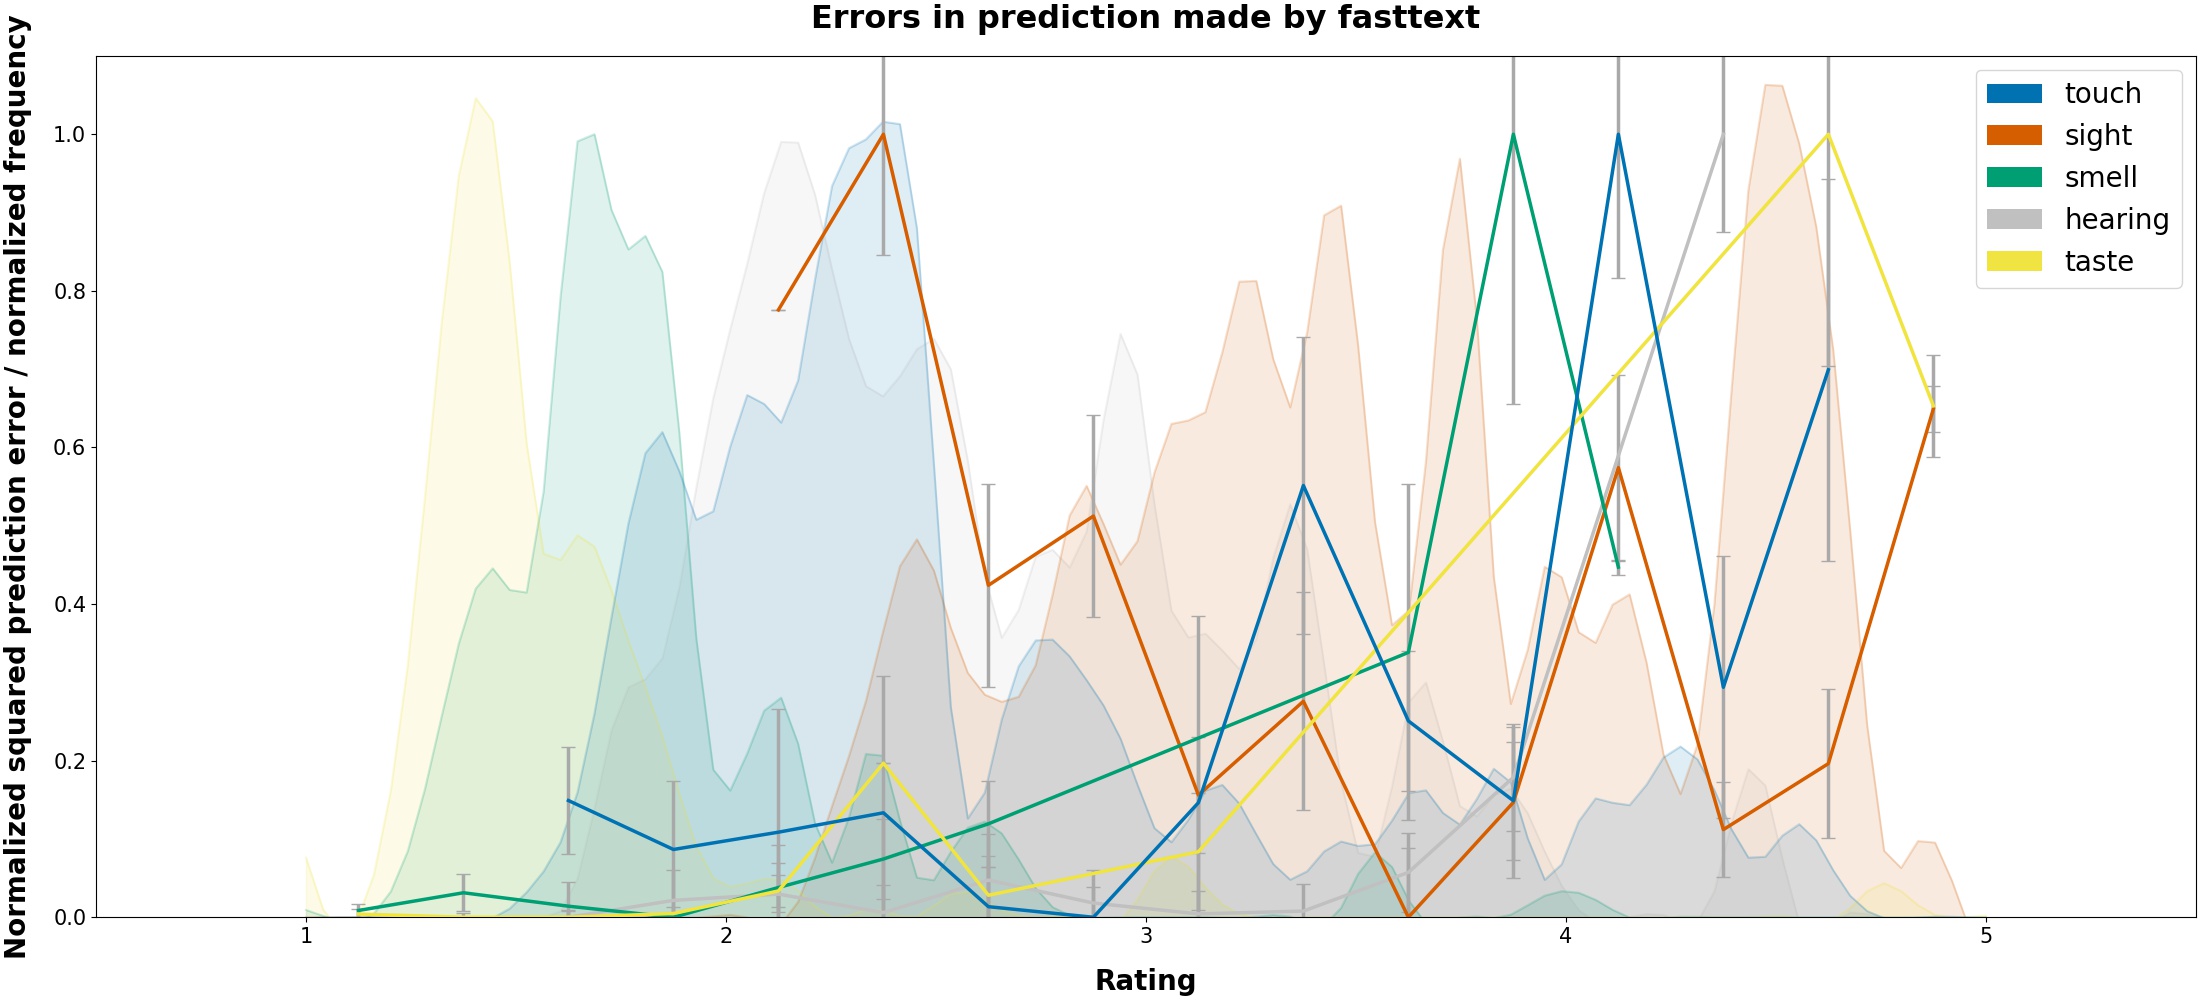 Errors in prediction made by fasttext
Normalized squared prediction error / normalized frequency
1.0
0.8
0.6
0.4
0.2
0.0
1 2 3 4 5
Rating
touch
sight
smell
hearing
taste